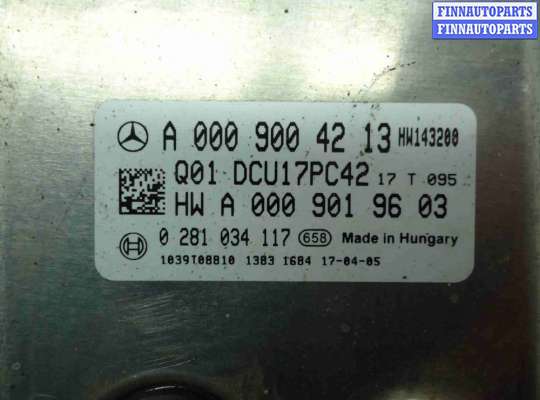 FINNAUTOPARTS
FINNAUTOPARTS
A 000 900 42 13 HW143200
Q01 DCU17PC42 17 T 095
HW A 000 901 96 03
0 281 034 117 658 Made in Hungary
1039T08810 1383 1684 17-04-05